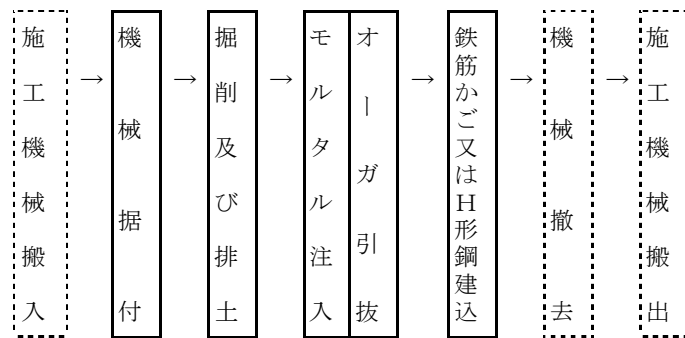 施工機械搬入
→
機械据付
→
掘削及び排土
→
モルタル注入
オーガ引抜
→
鉄筋かご又はH形鋼建込
→
機械撤去
→
施工機械搬出